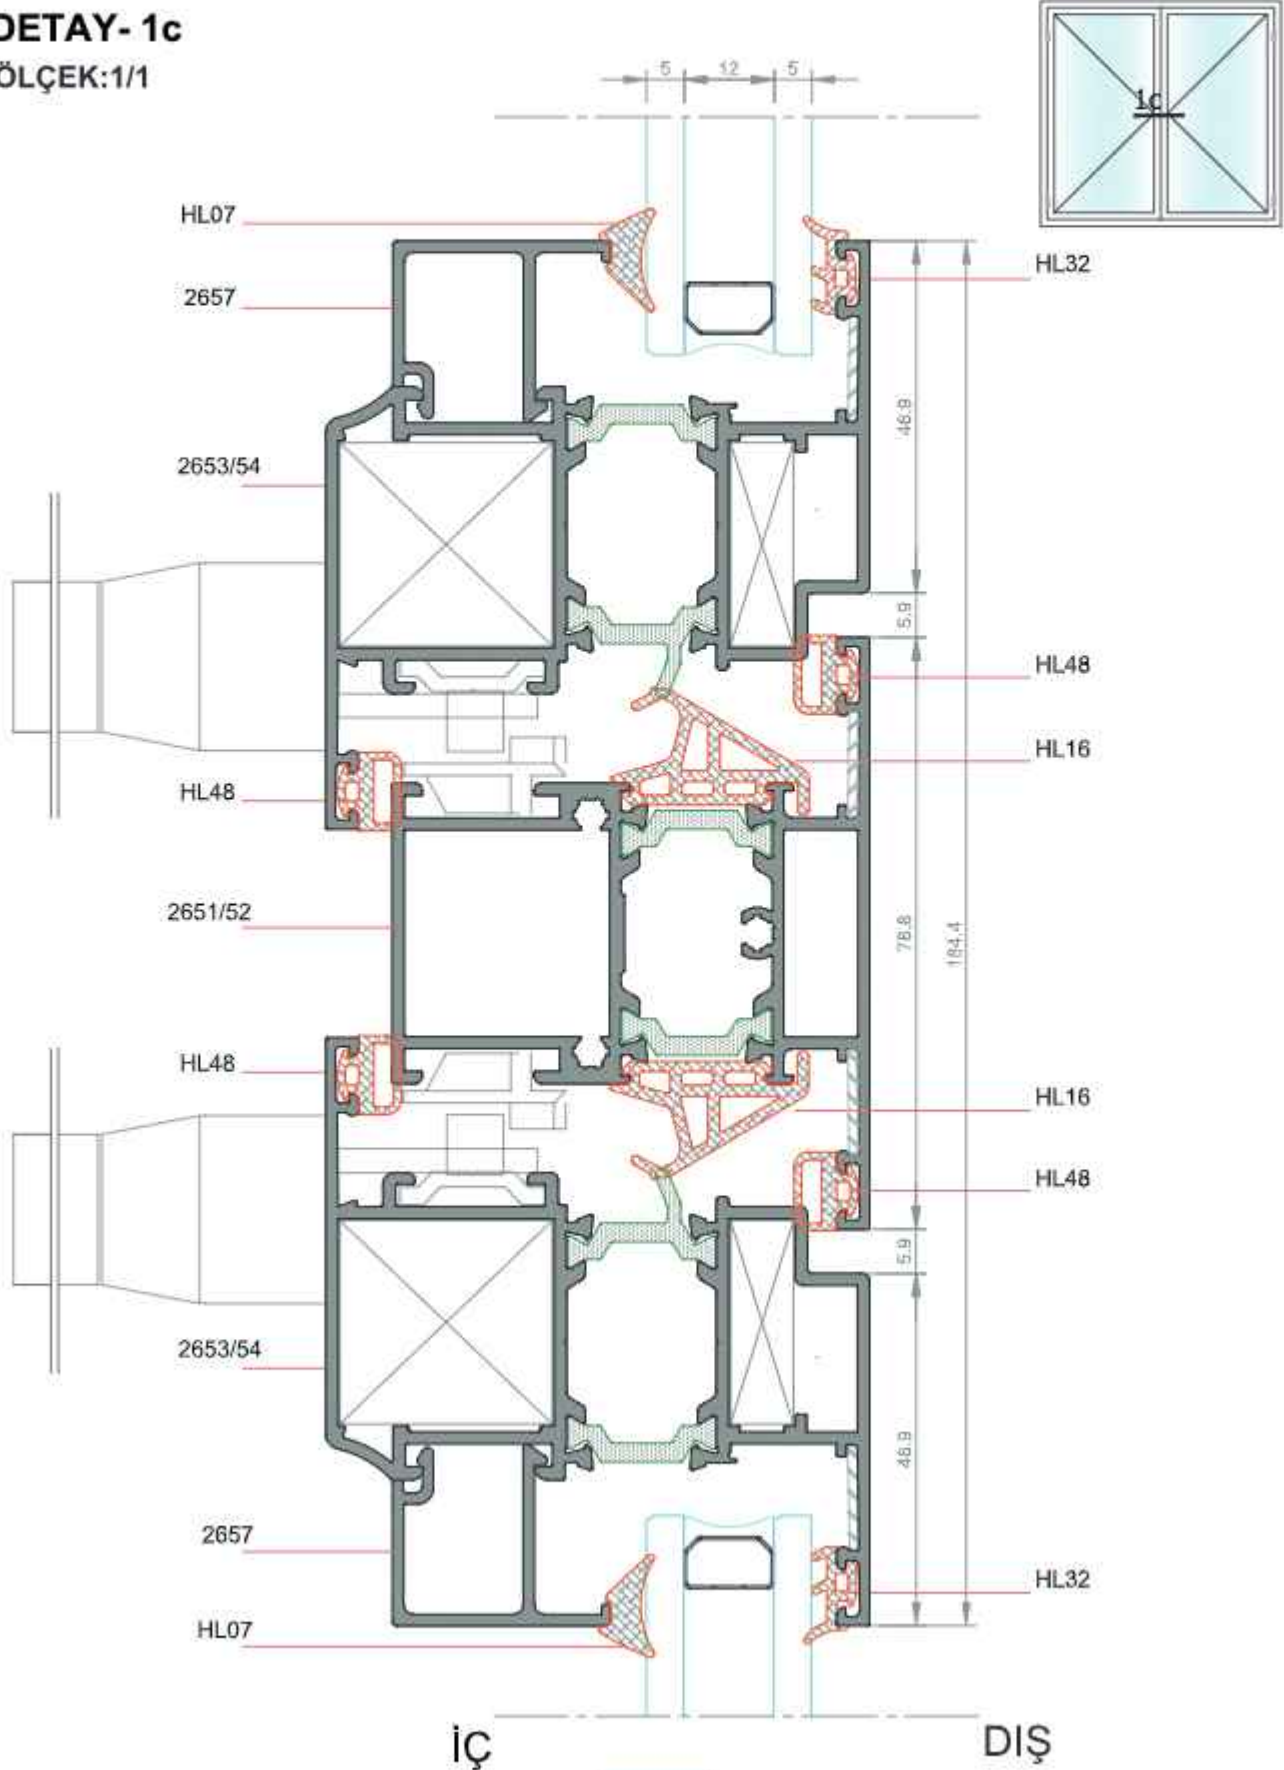 DETAY- 1c
ÖLÇEK:1/1
5 12 5
1c
HL07
HL32
2657
46.9
2653/54
5.9
HL48
HL16
HL48
2651/52
78.8
184.4
HL48
HL16
HL48
5.9
2653/54
46.9
2657
HL32
HL07
İÇ
DIŞ